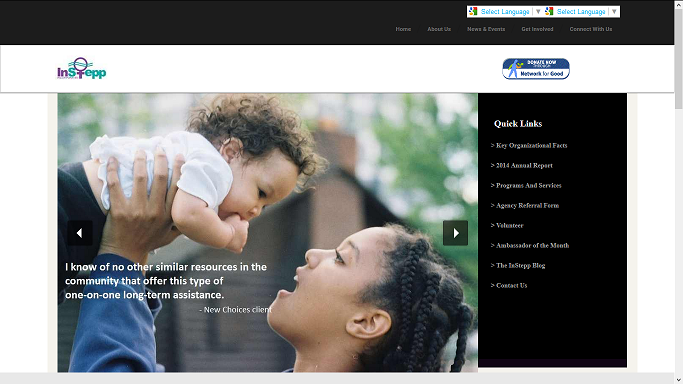 Select Language ▼ Select Language ▼
Home About Us News & Events Get Involved Connect With Us
InStepp
DONATE NOW
THROUGH
Network for Good
Quick Links
> Key Organizational Facts
> 2014 Annual Report
> Programs And Services
> Agency Referral Form
> Volunteer
> Ambassador of the Month
> The InStepp Blog
> Contact Us
I know of no other similar resources in the
community that offer this type of
one-on-one long-term assistance.
- New Choices client